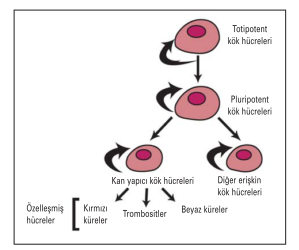 Totipotent
kök hücreleri
Pluripotent
kök hücreleri
Kan yapıcı kök hücreleri
Diğer erişkin
kök hücreleri
Özelleşmiş
hücreler
Kırmızı
küreler
Trombositler
Beyaz küreler